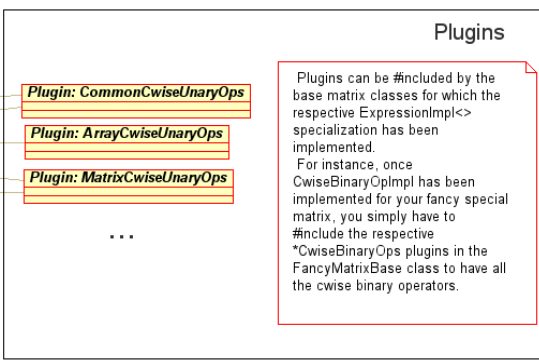 Plugins
Plugin: CommonCwiseUnaryOps
Plugin: ArrayCwiseUnaryOps
Plugin: MatrixCwiseUnaryOps
...
Plugins can be #included by the
base matrix classes for which the
respective ExpressionImpl<>
specialization has been
implemented.
For instance, once
CwiseBinaryOpImpl has been
implemented for your fancy special
matrix, you simply have to
#include the respective
*CwiseBinaryOps plugins in the
FancyMatrixBase class to have all
the cwise binary operators.